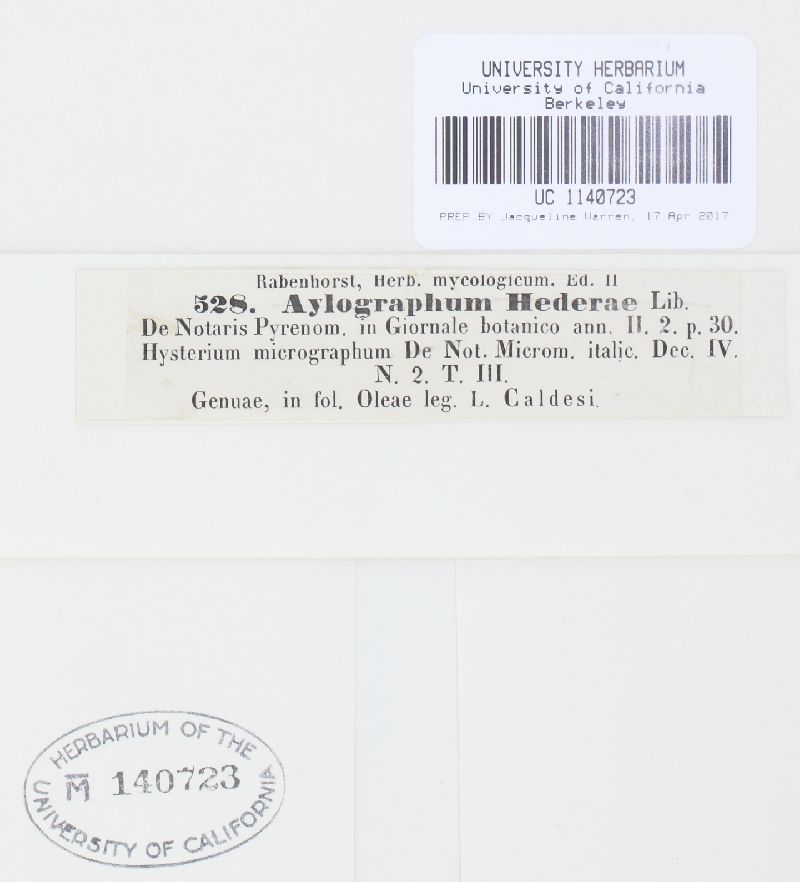 UNIVERSITY HERBARIUM
University of California
Berkeley
UC 1140723
PREP BY Jacqueline Warren, 17 Apr 2017
Rabenhorst, Herb. mycologicum. Ed. II
528. Aylographum Hederae Lib.
De Notaris Pyrenom. in Giornale botanico ann. II. 2. p. 30.
Hysterium micrographum De Not. Microm. italic. Dec. IV.
N. 2. T. III.
Genuae, in fol. Oleae leg. L. Caldesi.
HERBARIUM OF THE
M̅ 140723
UNIVERSITY OF CALIFORNIA